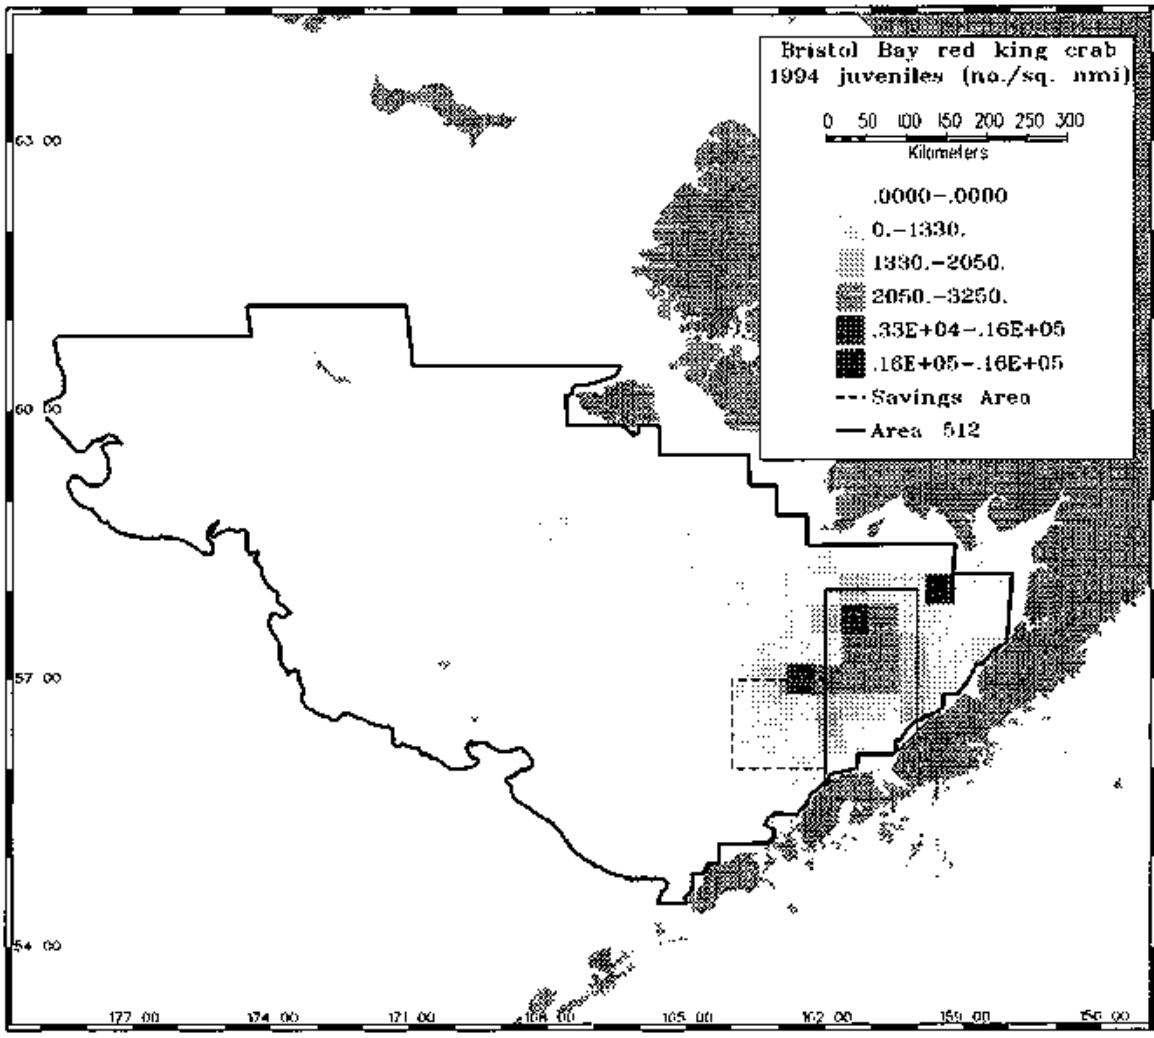 Bristol Bay red king crab
1994 juveniles (no./sq. nmi)
0 50 100 150 200 250 300
Kilometers
.0000-.0000
0.-1330.
1330.-2050.
2050.-3250.
.33E+04-.16E+05
.16E+05-.16E+05
Savings Area
Area 512
63 00
60 00
57 00
54 00
177 00 174 00 171 00 168 00 165 00 162 00 159 00 156 00